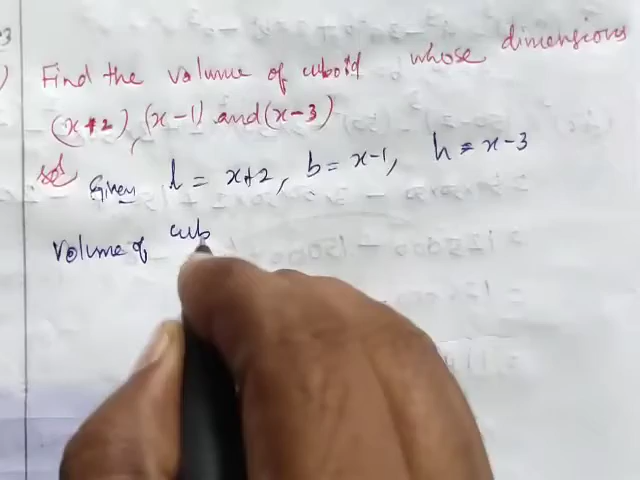 Find the volume of cuboid whose dimensions
(x+2), (x-1) and (x-3)
sol Given l = x+2, b = x-1, h = x-3
Volume of cub